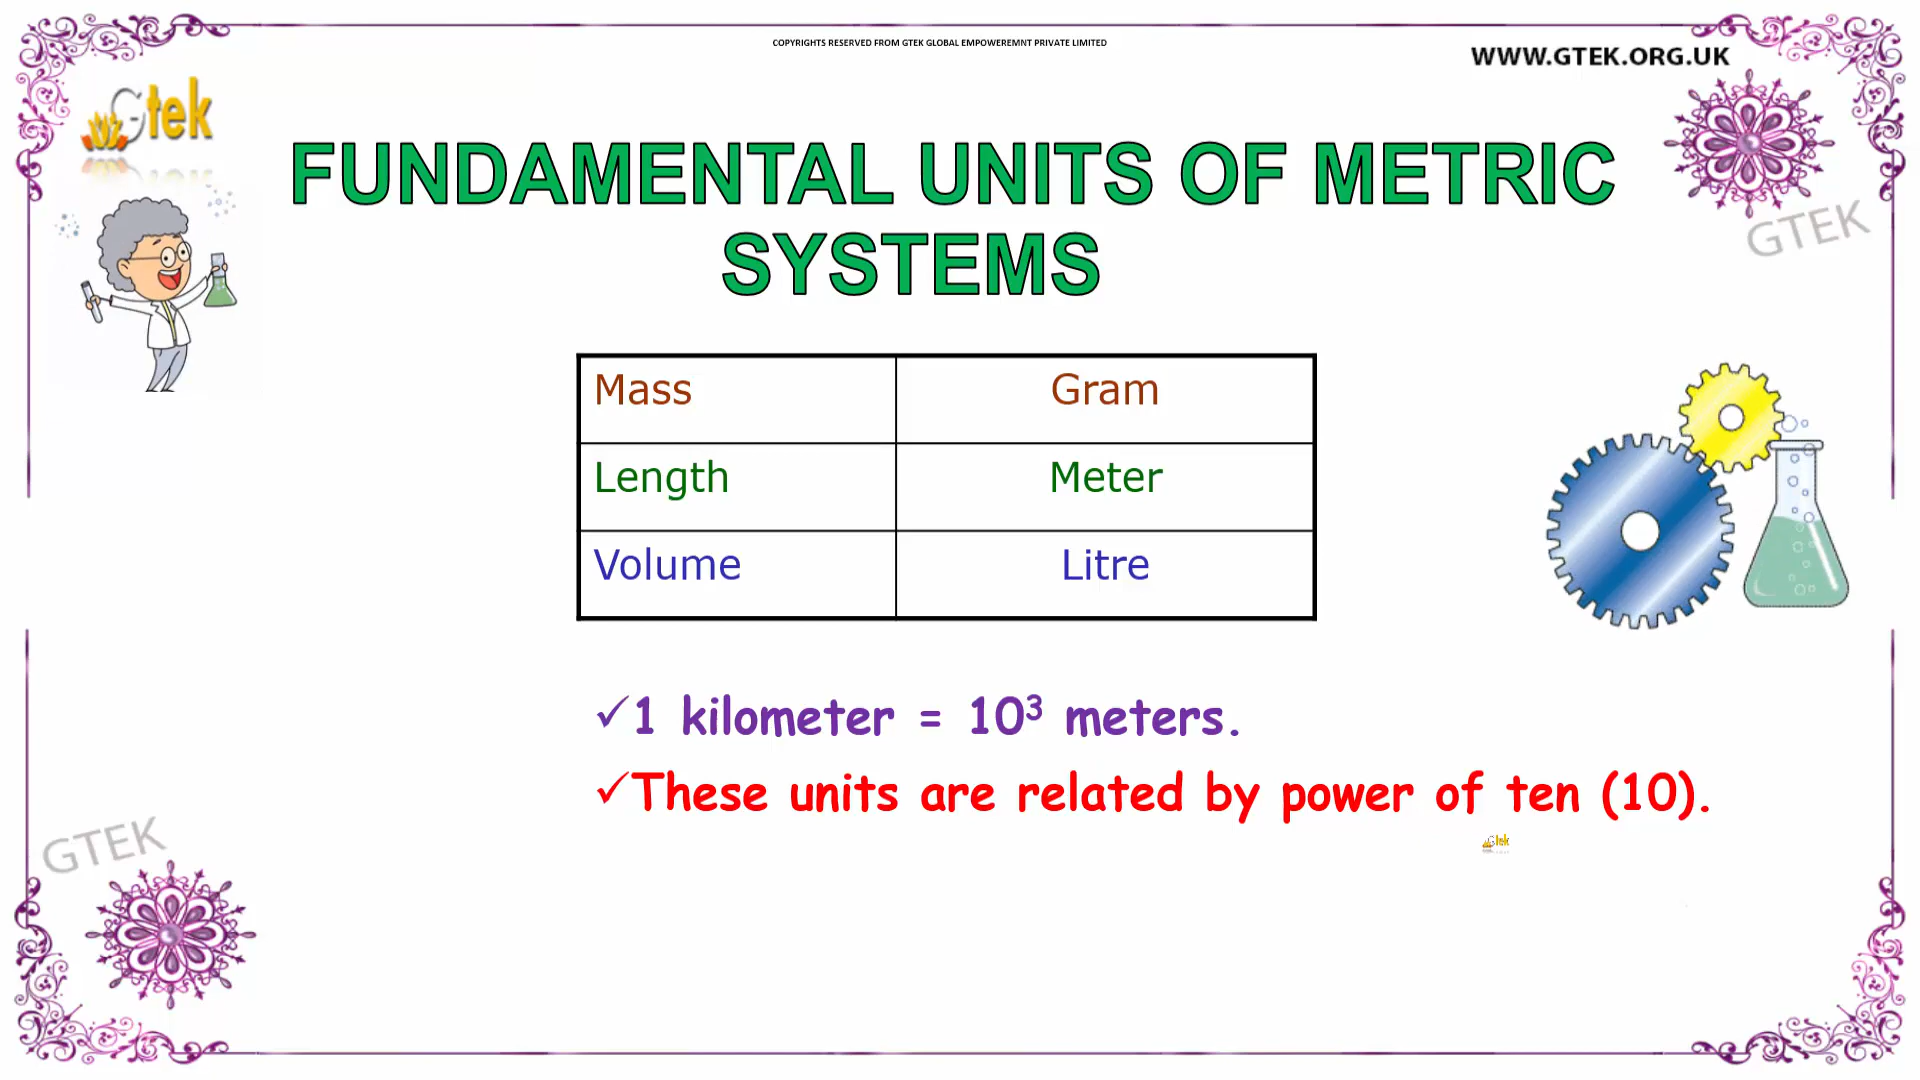 COPYRIGHTS RESERVED FROM GTEK GLOBAL EMPOWEREMNT PRIVATE LIMITED
WWW.GTEK.ORG.UK
Gtek
FUNDAMENTAL UNITS OF METRIC
SYSTEMS
GTEK
Mass Gram
Length Meter
Volume Litre
✓1 kilometer = 10³ meters.
✓These units are related by power of ten (10).
Gtek
GTEK